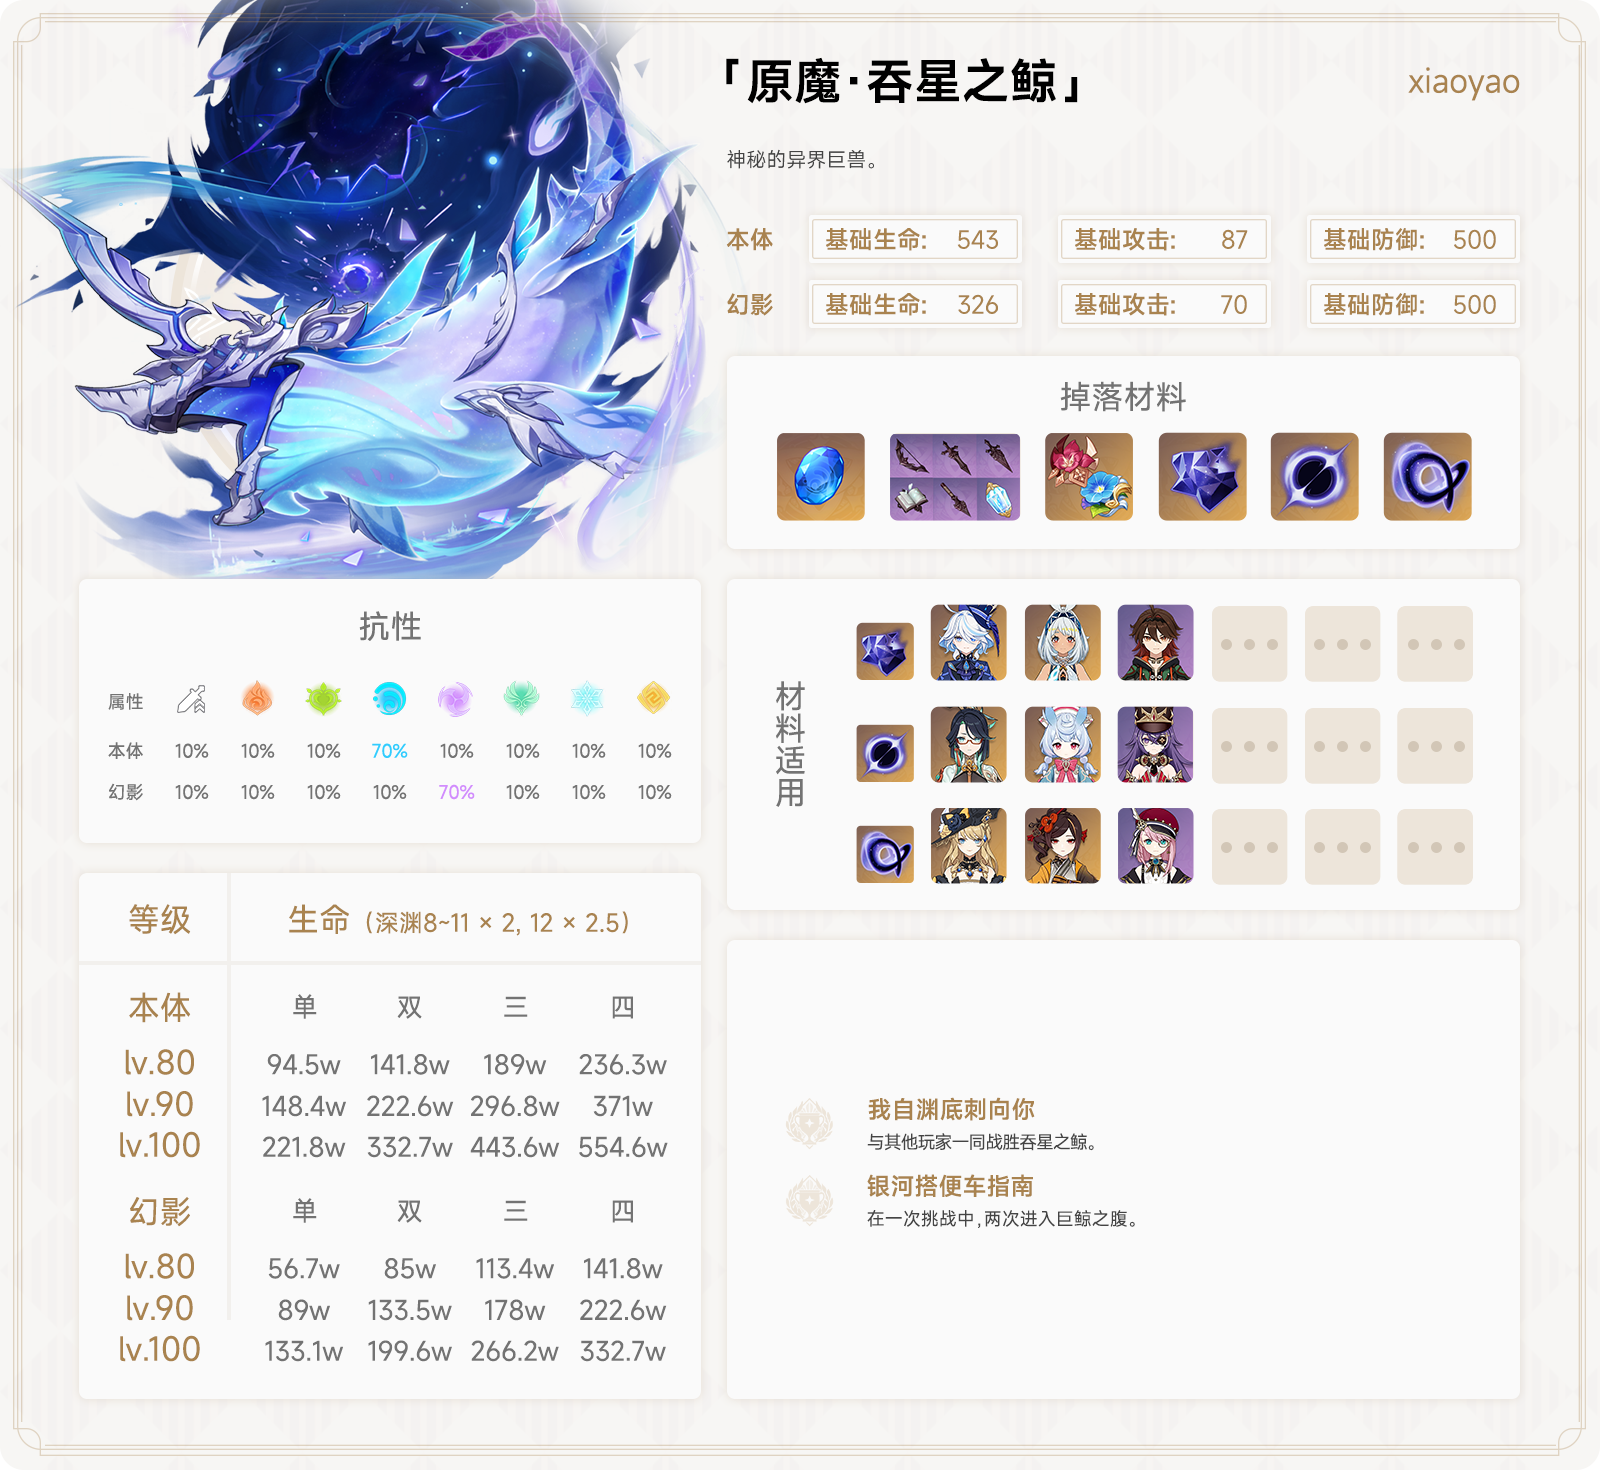 「原魔·吞星之鲸」
xiaoyao
神秘的异界巨兽。
本体 基础生命: 543 基础攻击: 87 基础防御: 500
幻影 基础生命: 326 基础攻击: 70 基础防御: 500
掉落材料
抗性
属性
本体 10% 10% 10% 70% 10% 10% 10% 10%
幻影 10% 10% 10% 10% 70% 10% 10% 10%
材料适用
等级 生命 (深渊8~11 × 2, 12 × 2.5)
本体 单 双 三 四
lv.80 94.5w 141.8w 189w 236.3w
lv.90 148.4w 222.6w 296.8w 371w
lv.100 221.8w 332.7w 443.6w 554.6w
幻影 单 双 三 四
lv.80 56.7w 85w 113.4w 141.8w
lv.90 89w 133.5w 178w 222.6w
lv.100 133.1w 199.6w 266.2w 332.7w
我自渊底刺向你
与其他玩家一同战胜吞星之鲸。
银河搭便车指南
在一次挑战中,两次进入巨鲸之腹。